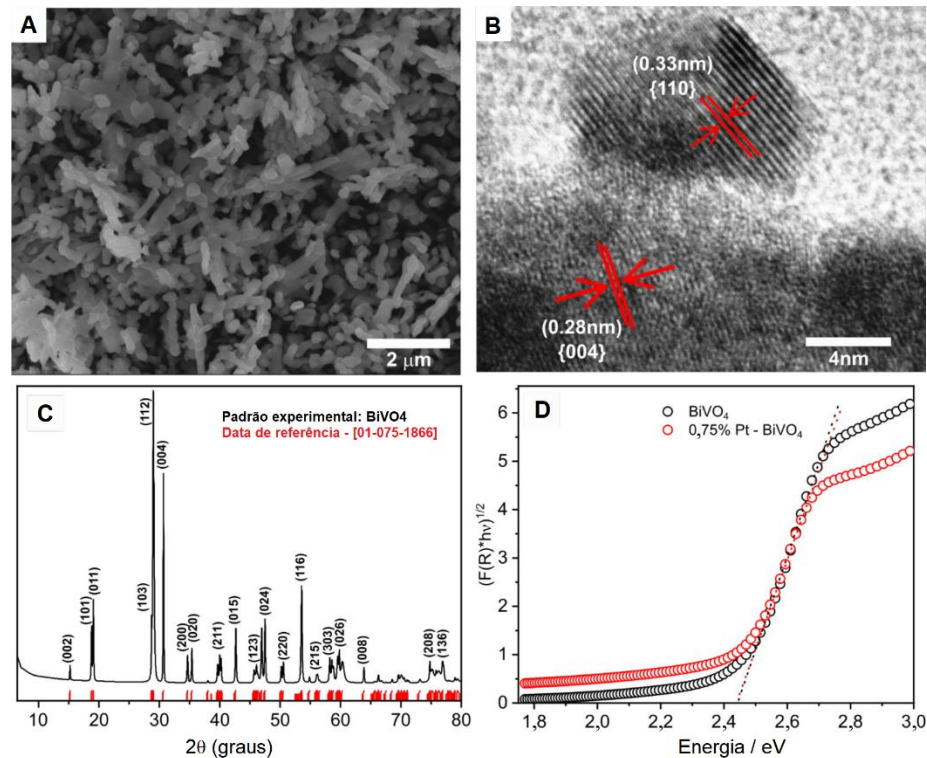 A
2 μm
B
(0.33nm)
{110}
(0.28nm)
{004}
4nm
C
Padrão experimental: BiVO4
Data de referência - [01-075-1866]
(002)
(101)
(011)
(103)
(112)
(004)
(200)
(020)
(211)
(015)
(123)
(024)
(220)
(116)
(215)
(303)
(026)
(008)
(208)
(136)
10 20 30 40 50 60 70 80
2θ (graus)
D
BiVO₄
0,75% Pt - BiVO₄
(F(R)*hν)^1/2
6
5
4
3
2
1
0
1,8 2,0 2,2 2,4 2,6 2,8 3,0
Energia / eV